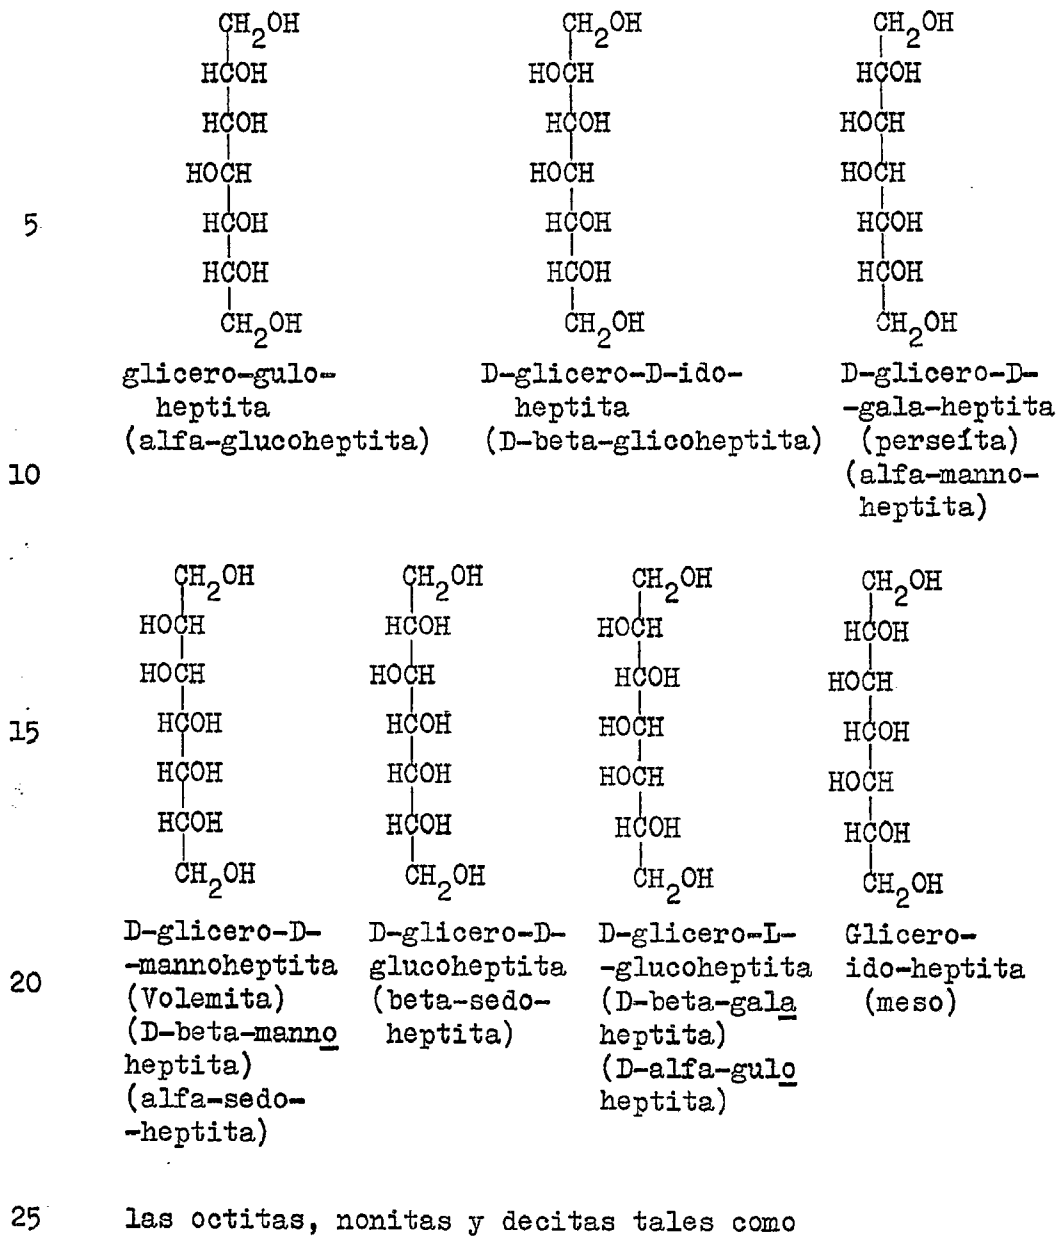 CH2OH CH2OH CH2OH
HCOH HOCH HCOH
HCOH HCOH HOCH
HOCH HOCH HOCH
5 HCOH HCOH HCOH
HCOH HCOH HCOH
CH2OH CH2OH CH2OH
glicero-gulo- D-glicero-D-ido- D-glicero-D-
heptita heptita -gala-heptita
(alfa-glucoheptita) (D-beta-glicoheptita) (perseíta)
10 (alfa-manno-
heptita)
CH2OH CH2OH CH2OH CH2OH
HOCH HCOH HOCH HCOH
HOCH HOCH HCOH HOCH
15 HCOH HCOH HOCH HCOH
HCOH HCOH HOCH HOCH
HCOH HCOH HCOH HCOH
CH2OH CH2OH CH2OH CH2OH
D-glicero-D- D-glicero-D- D-glicero-L- Glicero-
20 -mannoheptita glucoheptita -glucoheptita ido-heptita
(Volemita) (beta-sedo- (D-beta-gala (meso)
(D-beta-manno heptita) heptita)
heptita) (D-alfa-gulo
(alfa-sedo- heptita)
-heptita)
25 las octitas, nonitas y decitas tales como